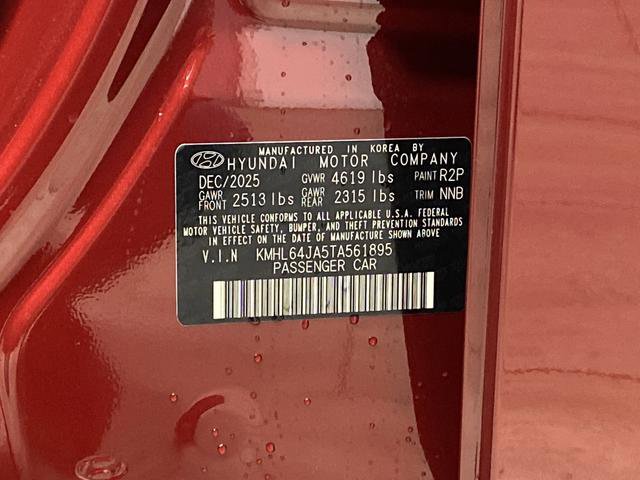 MANUFACTURED IN KOREA BY
HYUNDAI MOTOR COMPANY
DEC/2025 GVWR 4619 lbs PAINT R2P
GAWR FRONT 2513 lbs GAWR REAR 2315 lbs TRIM NNB
THIS VEHICLE CONFORMS TO ALL APPLICABLE U.S.A. FEDERAL
MOTOR VEHICLE SAFETY, BUMPER, AND THEFT PREVENTION STANDARDS
IN EFFECT ON THE DATE OF MANUFACTURE SHOWN ABOVE
V.I.N KMHL64JA5TA561895
PASSENGER CAR